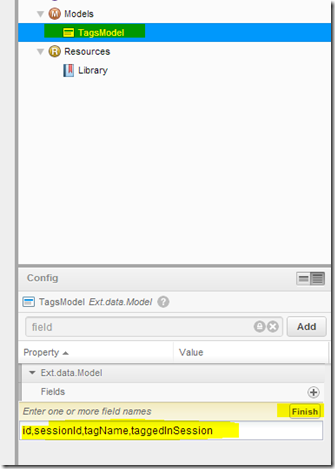 M Models
TagsModel
R Resources
Library
Config
TagsModel Ext.data.Model ?
field Add
Property Value
Ext.data.Model
Fields
Enter one or more field names Finish
id,sessionId,tagName,taggedInSession